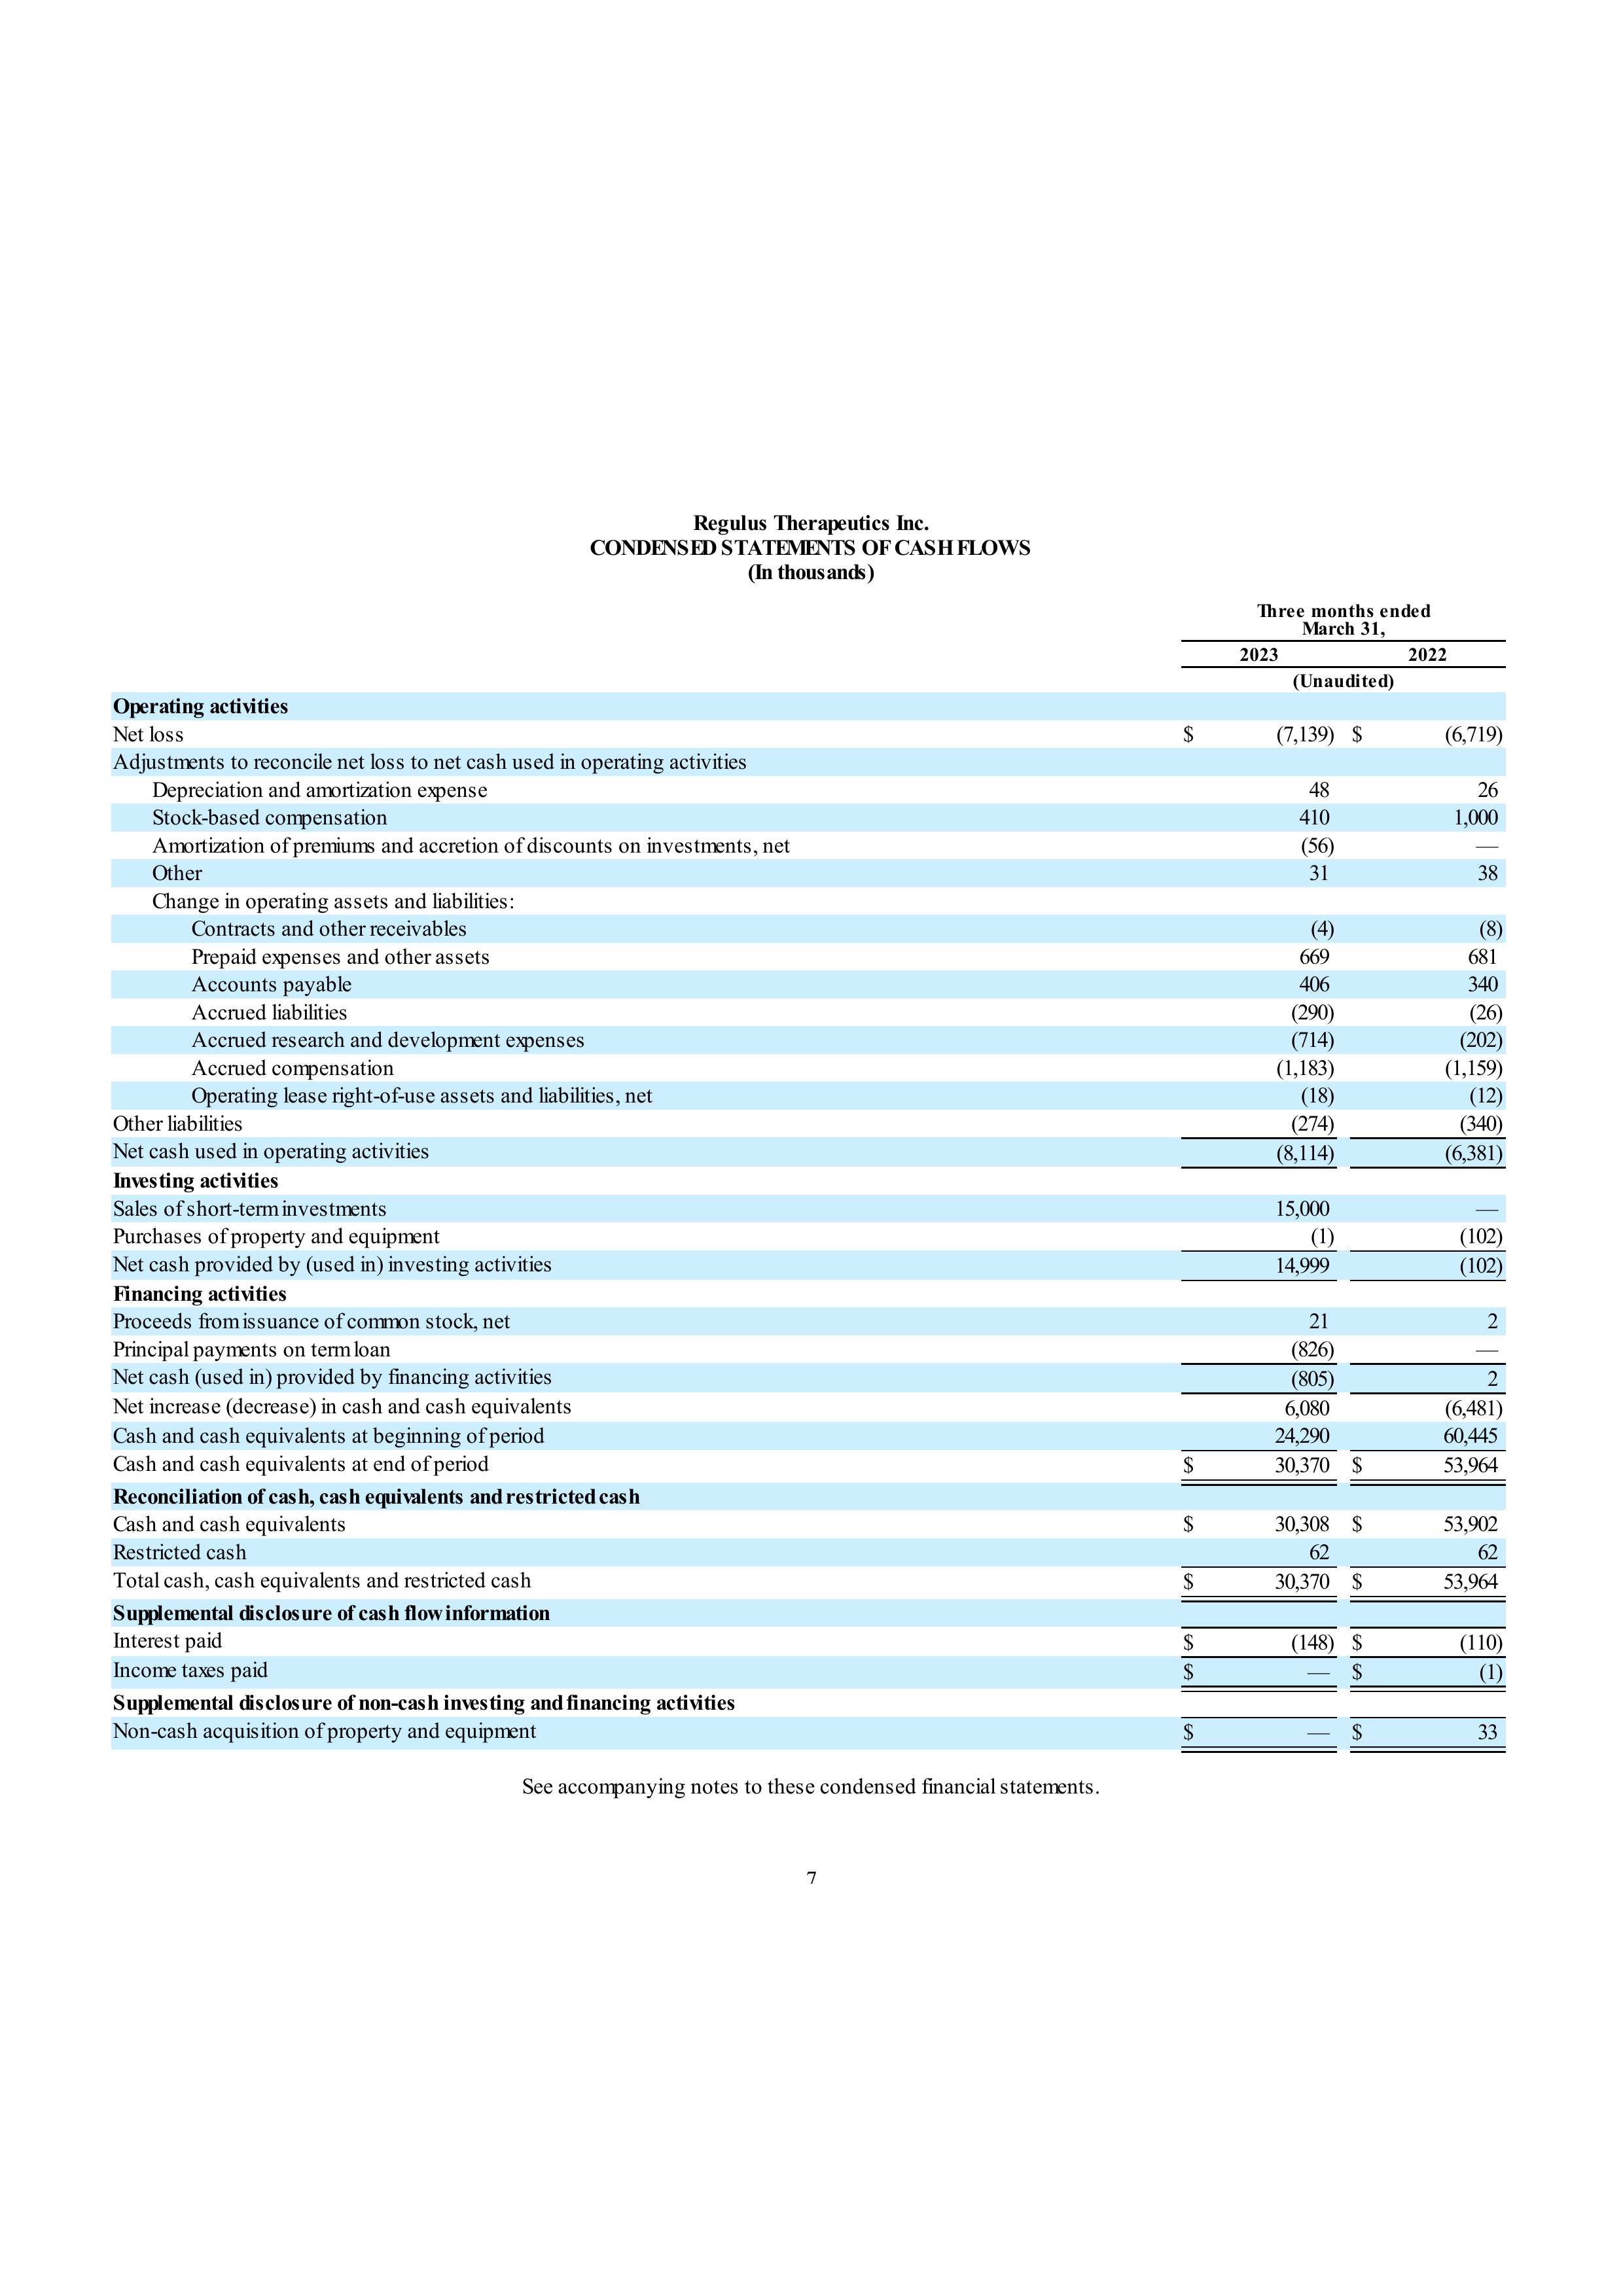 Regulus Therapeutics Inc.
CONDENSED STATEMENTS OF CASH FLOWS
(In thousands)
Three months ended
March 31,
2023 2022
(Unaudited)
Operating activities
Net loss $ (7,139) $ (6,719)
Adjustments to reconcile net loss to net cash used in operating activities
Depreciation and amortization expense 48 26
Stock-based compensation 410 1,000
Amortization of premiums and accretion of discounts on investments, net (56) —
Other 31 38
Change in operating assets and liabilities:
Contracts and other receivables (4) (8)
Prepaid expenses and other assets 669 681
Accounts payable 406 340
Accrued liabilities (290) (26)
Accrued research and development expenses (714) (202)
Accrued compensation (1,183) (1,159)
Operating lease right-of-use assets and liabilities, net (18) (12)
Other liabilities (274) (340)
Net cash used in operating activities (8,114) (6,381)
Investing activities
Sales of short-term investments 15,000 —
Purchases of property and equipment (1) (102)
Net cash provided by (used in) investing activities 14,999 (102)
Financing activities
Proceeds from issuance of common stock, net 21 2
Principal payments on term loan (826) —
Net cash (used in) provided by financing activities (805) 2
Net increase (decrease) in cash and cash equivalents 6,080 (6,481)
Cash and cash equivalents at beginning of period 24,290 60,445
Cash and cash equivalents at end of period $ 30,370 $ 53,964
Reconciliation of cash, cash equivalents and restricted cash
Cash and cash equivalents $ 30,308 $ 53,902
Restricted cash 62 62
Total cash, cash equivalents and restricted cash $ 30,370 $ 53,964
Supplemental disclosure of cash flow information
Interest paid $ (148) $ (110)
Income taxes paid $ — $ (1)
Supplemental disclosure of non-cash investing and financing activities
Non-cash acquisition of property and equipment $ — $ 33
See accompanying notes to these condensed financial statements.
7